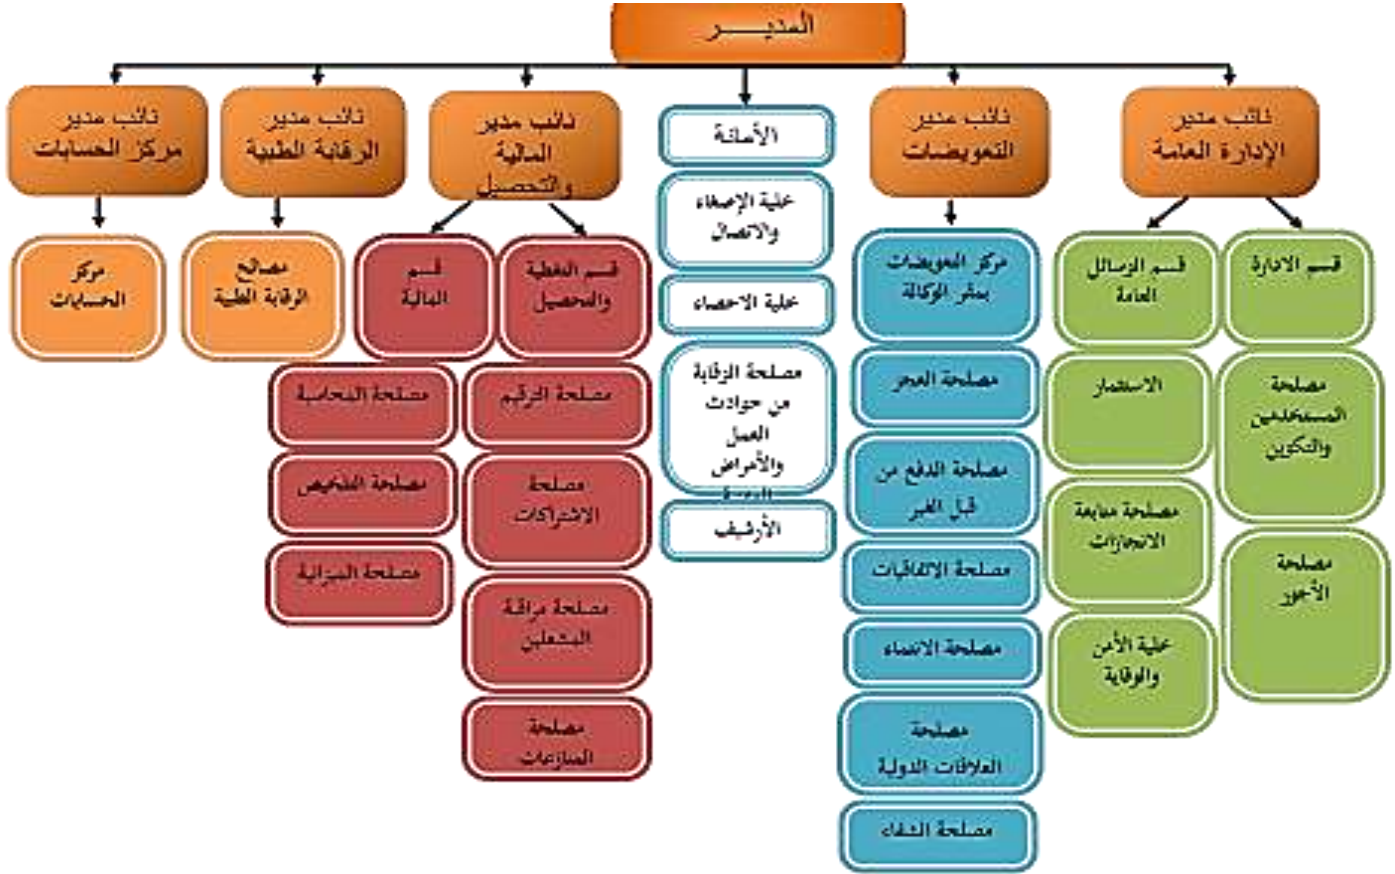 المديـــــر
نائب مدير
الإدارة العامة
نائب مدير
التعويضات
الأمانة
نائب مدير
المالية
والتحصيل
نائب مدير
الرقابة الطبية
نائب مدير
مركز الحسابات
قسم الادارة
مصلحة
المستخدمين
والتكوين
مصلحة
الأجور
قسم الوسائل
العامة
الاستثمار
مصلحة متابعة
الانجازات
خلية الأمن
والوقاية
مركز التعويضات
بمقر الوكالة
مصلحة العجز
مصلحة الدفع من
قبل الغير
مصلحة الاتفاقيات
مصلحة الانتساب
مصلحة
العلاقات الدولية
مصلحة الشفاء
خلية الإصغاء
والاتصال
خلية الاحصاء
مصلحة الوقاية
من حوادث
العمل
والأمراض
الأرشيف
قسم التغطية
والتحصيل
مصلحة الترقيم
مصلحة
الاشتراكات
مصلحة مراقبة
المشغلين
مصلحة
المنازعات
قسم
المالية
مصلحة المحاسبة
مصلحة التلخيص
مصلحة الميزانية
مصالح
الرقابة الطبية
مركز
الحسابات